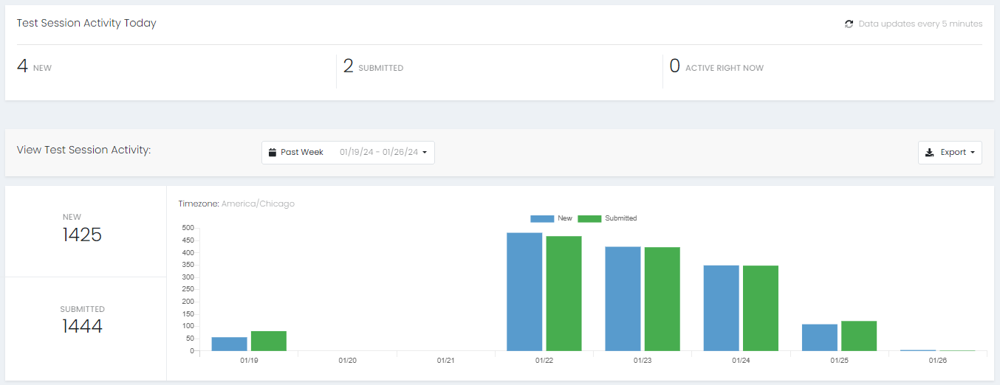 Test Session Activity Today
Data updates every 5 minutes
4 NEW
2 SUBMITTED
0 ACTIVE RIGHT NOW
View Test Session Activity:
Past Week 01/19/24 - 01/26/24
Export
NEW
1425
SUBMITTED
1444
Timezone: America/Chicago
New Submitted
500
450
400
350
300
250
200
150
100
50
0
01/19 01/20 01/21 01/22 01/23 01/24 01/25 01/26